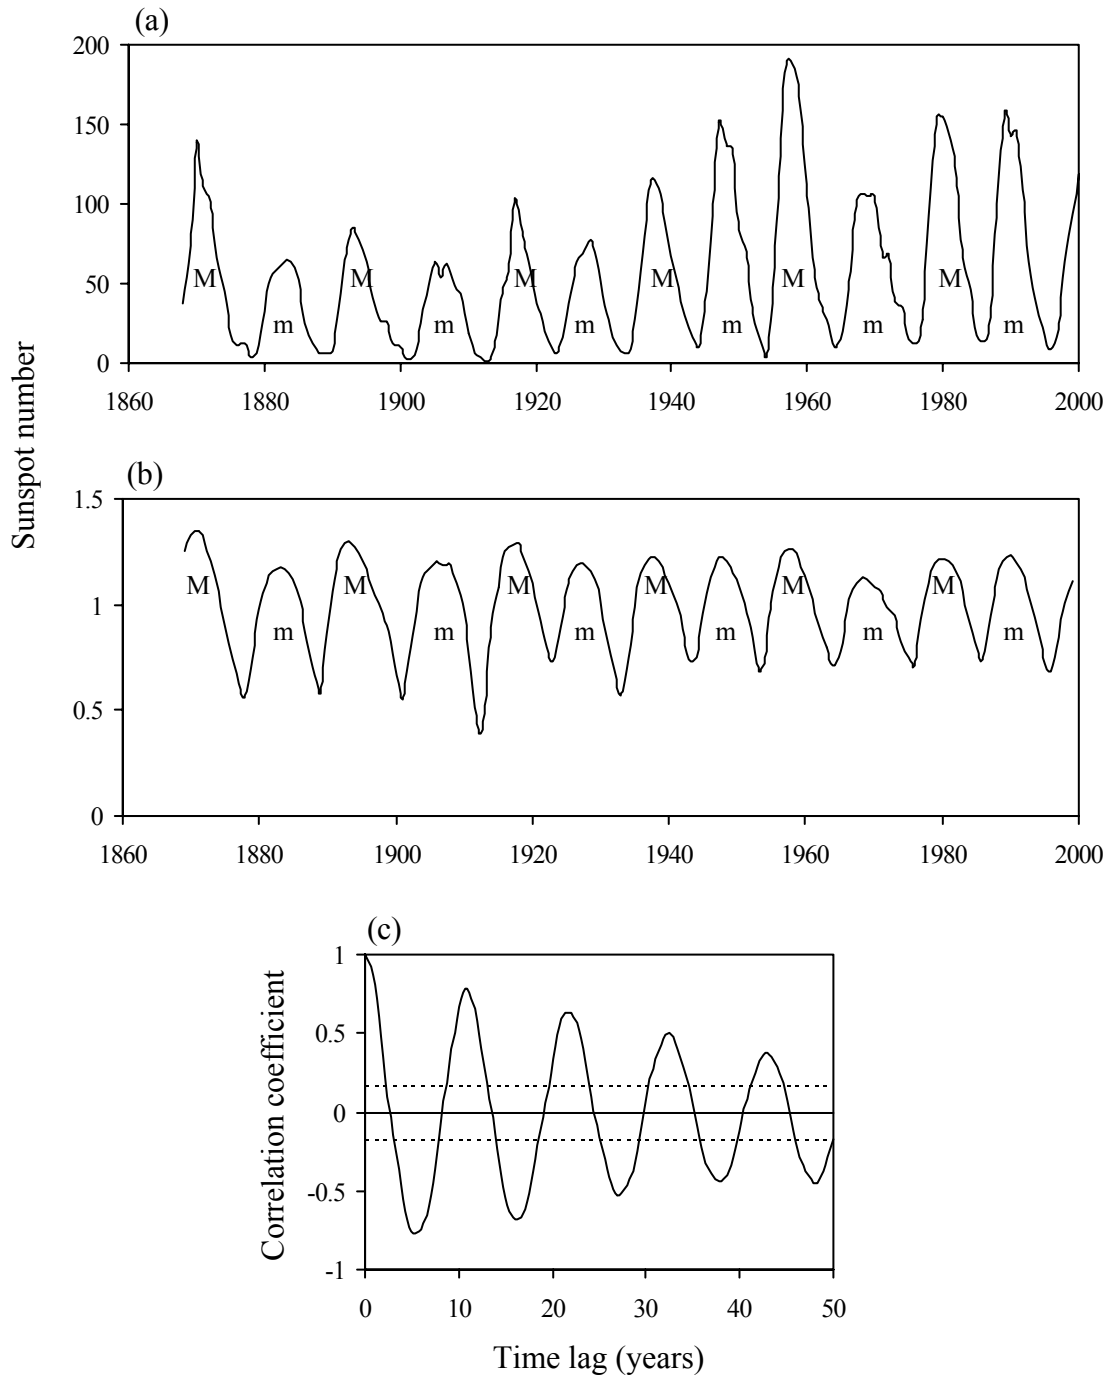 (a)
200
150
100
50
0
M m M m M m M m M m M m
1860 1880 1900 1920 1940 1960 1980 2000
Sunspot number
(b)
1.5
1
0.5
0
M m M m M m M m M m M m
1860 1880 1900 1920 1940 1960 1980 2000
(c)
Correlation coefficient
1
0.5
0
-0.5
-1
0 10 20 30 40 50
Time lag (years)